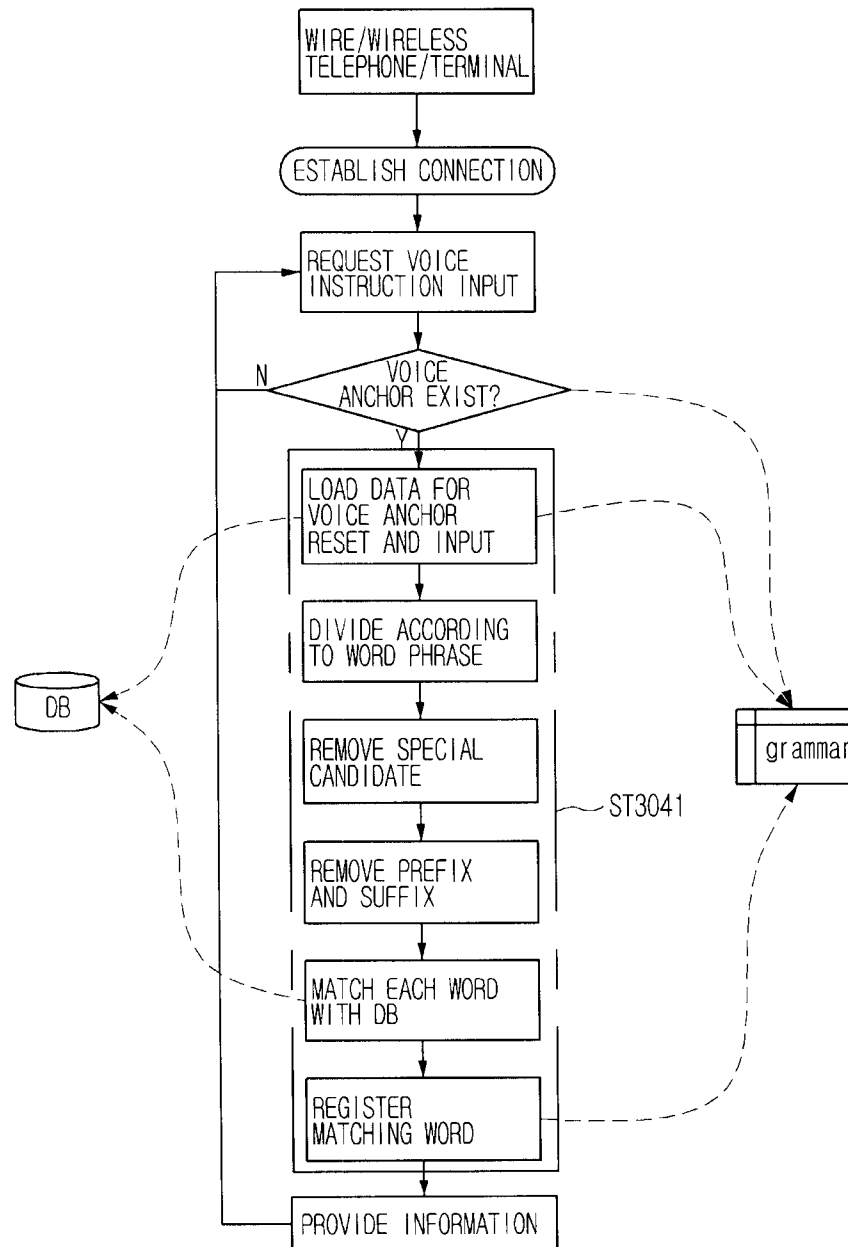 WIRE/WIRELESS
TELEPHONE/TERMINAL
ESTABLISH CONNECTION
REQUEST VOICE
INSTRUCTION INPUT
N
VOICE
ANCHOR EXIST?
Y
LOAD DATA FOR
VOICE ANCHOR
RESET AND INPUT
DIVIDE ACCORDING
TO WORD PHRASE
DB
REMOVE SPECIAL
CANDIDATE
grammar
ST3041
REMOVE PREFIX
AND SUFFIX
MATCH EACH WORD
WITH DB
REGISTER
MATCHING WORD
PROVIDE INFORMATION